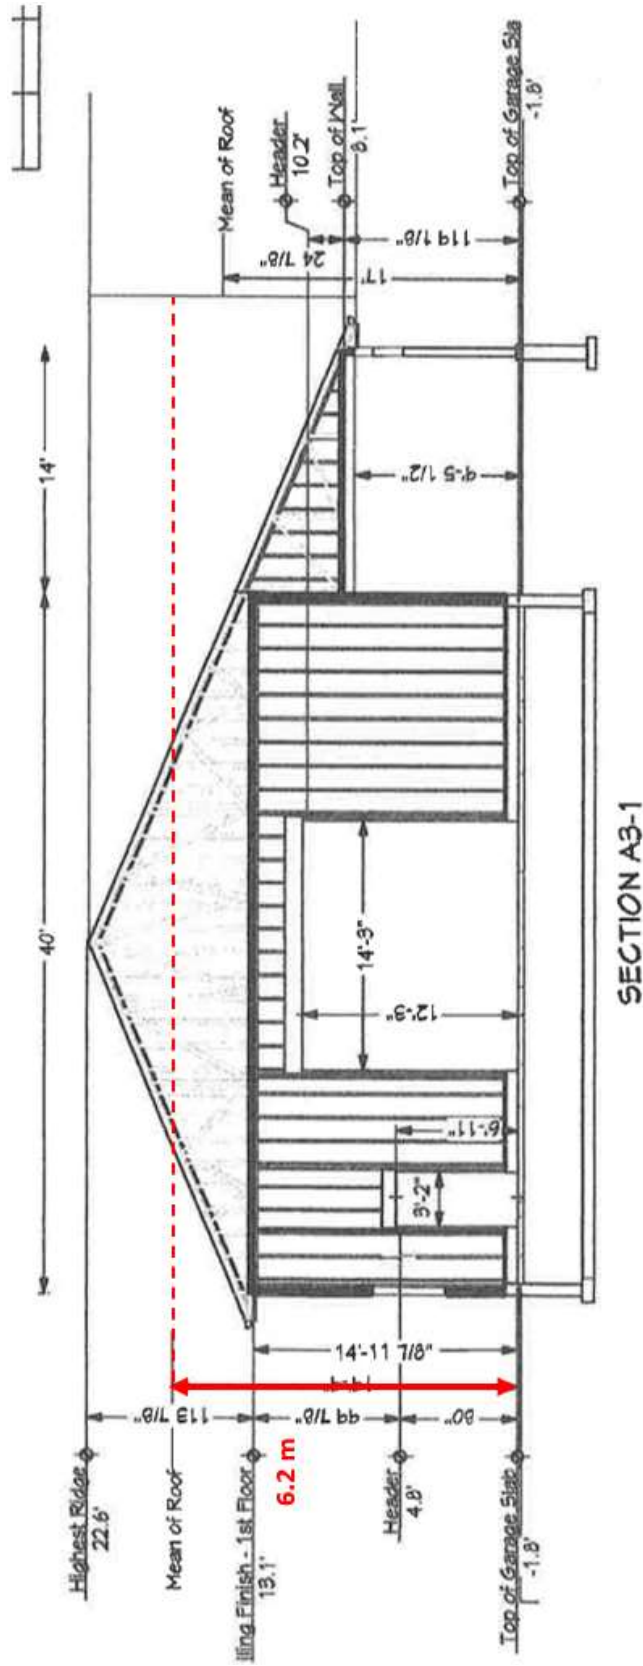 40'
14'
Highest Ridge
22.6'
Mean of Roof
113 7/8"
6.2 m
lling Finish - 1st Floor
13.1'
99 7/8"
14'-11 7/8"
Header
4.8'
80"
Top of Garage Slab
-1.8'
3'-2"
6'-11"
14'-3"
12'-3"
9'-5 1/2"
Mean of Roof
Header
10.2'
24 7/8"
17'
Top of Wall
8.1'
119 1/8"
Top of Garage Sla
-1.8'
SECTION A3-1